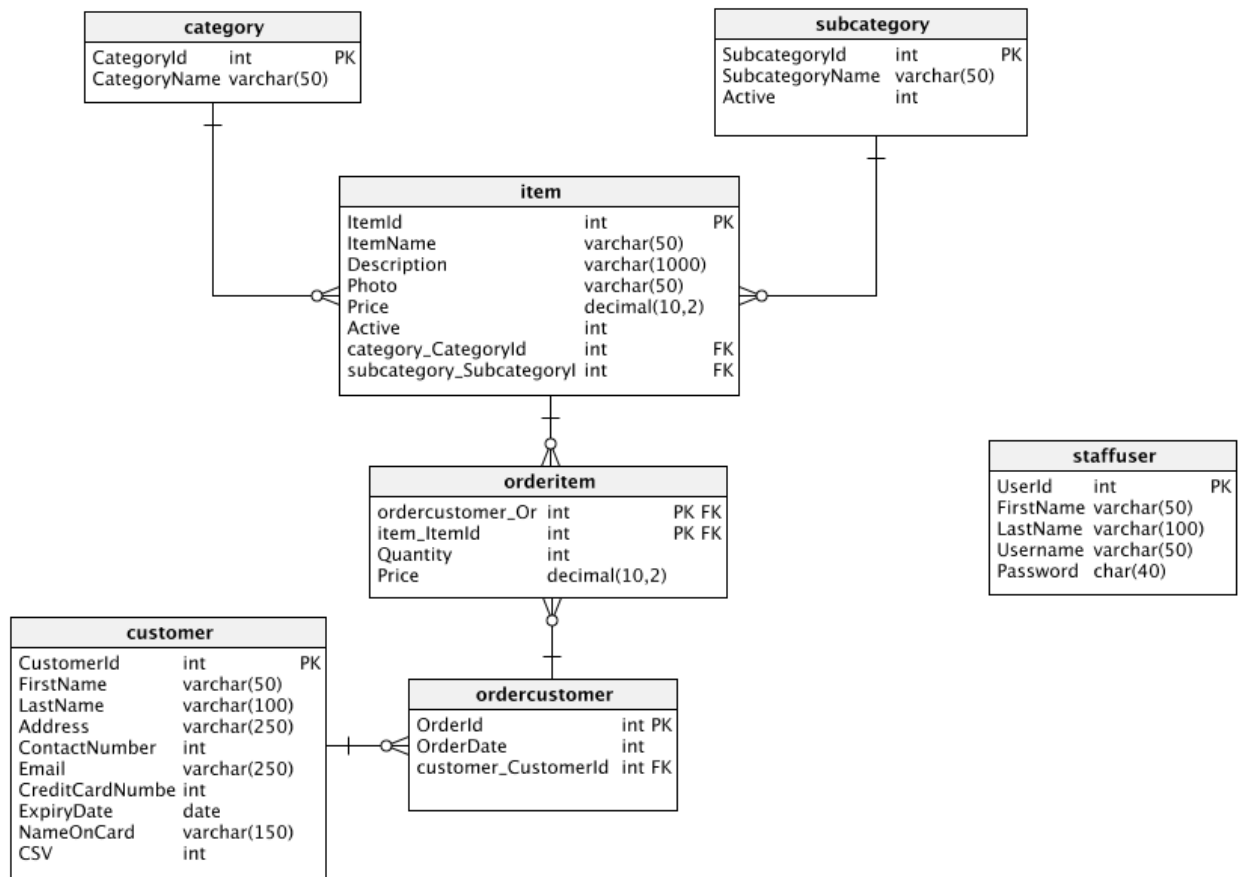 category
CategoryId int PK
CategoryName varchar(50)
subcategory
SubcategoryId int PK
SubcategoryName varchar(50)
Active int
item
ItemId int PK
ItemName varchar(50)
Description varchar(1000)
Photo varchar(50)
Price decimal(10,2)
Active int
category_CategoryId int FK
subcategory_SubcategoryI int FK
orderitem
ordercustomer_Or int PK FK
item_ItemId int PK FK
Quantity int
Price decimal(10,2)
staffuser
UserId int PK
FirstName varchar(50)
LastName varchar(100)
Username varchar(50)
Password char(40)
customer
CustomerId int PK
FirstName varchar(50)
LastName varchar(100)
Address varchar(250)
ContactNumber int
Email varchar(250)
CreditCardNumbe int
ExpiryDate date
NameOnCard varchar(150)
CSV int
ordercustomer
OrderId int PK
OrderDate int
customer_CustomerId int FK